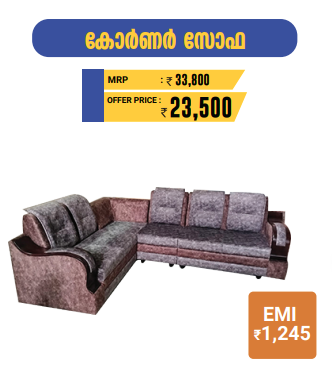 കോർണർ സോഫ
MRP : ₹ 33,800
OFFER PRICE : ₹ 23,500
EMI
₹1,245